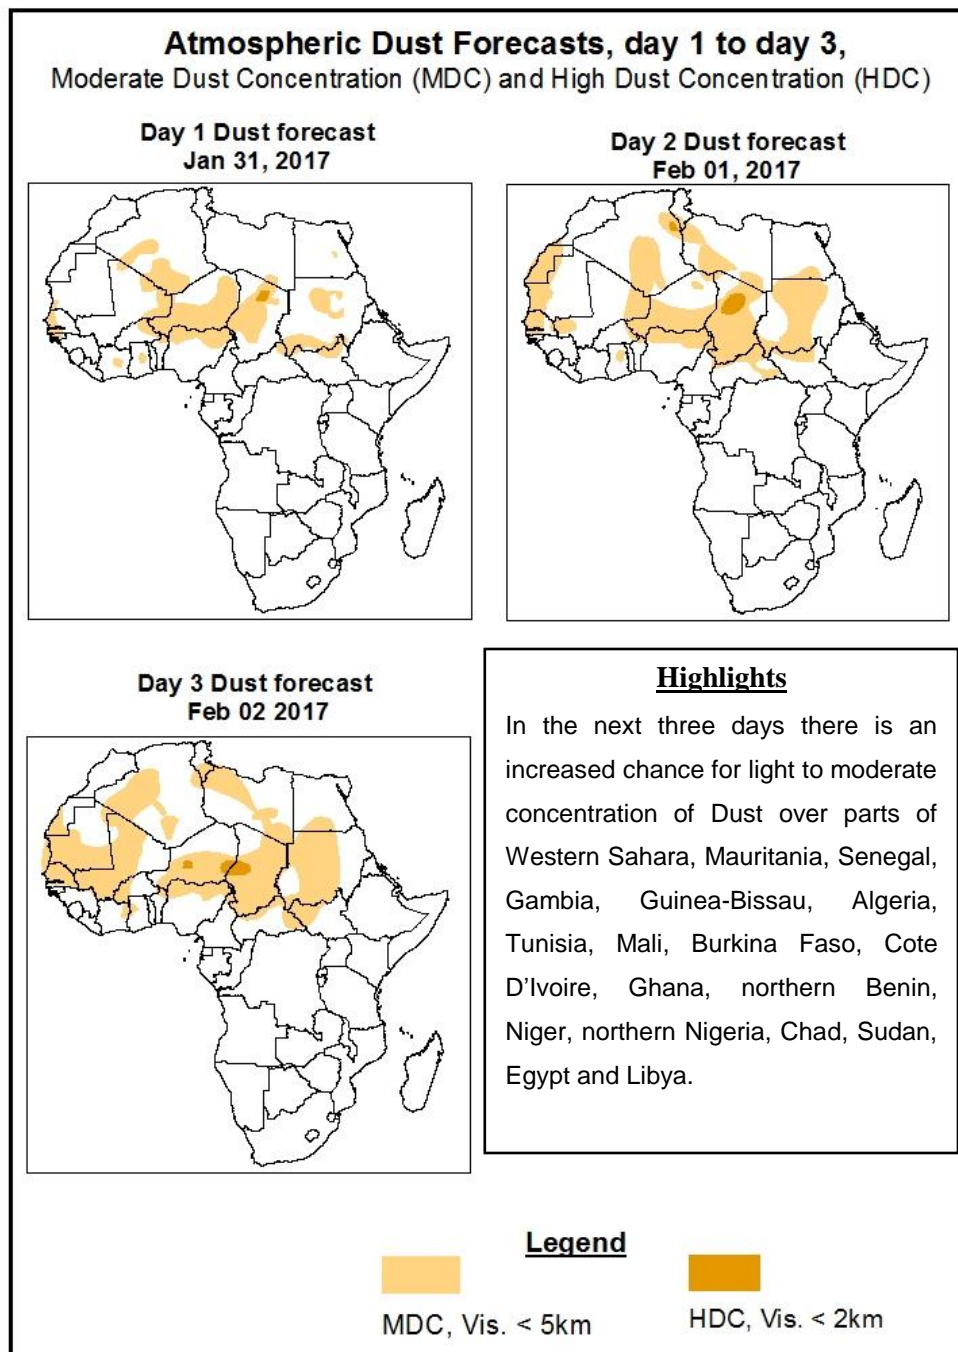 Atmospheric Dust Forecasts, day 1 to day 3,
Moderate Dust Concentration (MDC) and High Dust Concentration (HDC)
Day 1 Dust forecast
Jan 31, 2017
Day 2 Dust forecast
Feb 01, 2017
Day 3 Dust forecast
Feb 02 2017
Highlights
In the next three days there is an
increased chance for light to moderate
concentration of Dust over parts of
Western Sahara, Mauritania, Senegal,
Gambia, Guinea-Bissau, Algeria,
Tunisia, Mali, Burkina Faso, Cote
D’Ivoire, Ghana, northern Benin,
Niger, northern Nigeria, Chad, Sudan,
Egypt and Libya.
Legend
MDC, Vis. < 5km
HDC, Vis. < 2km